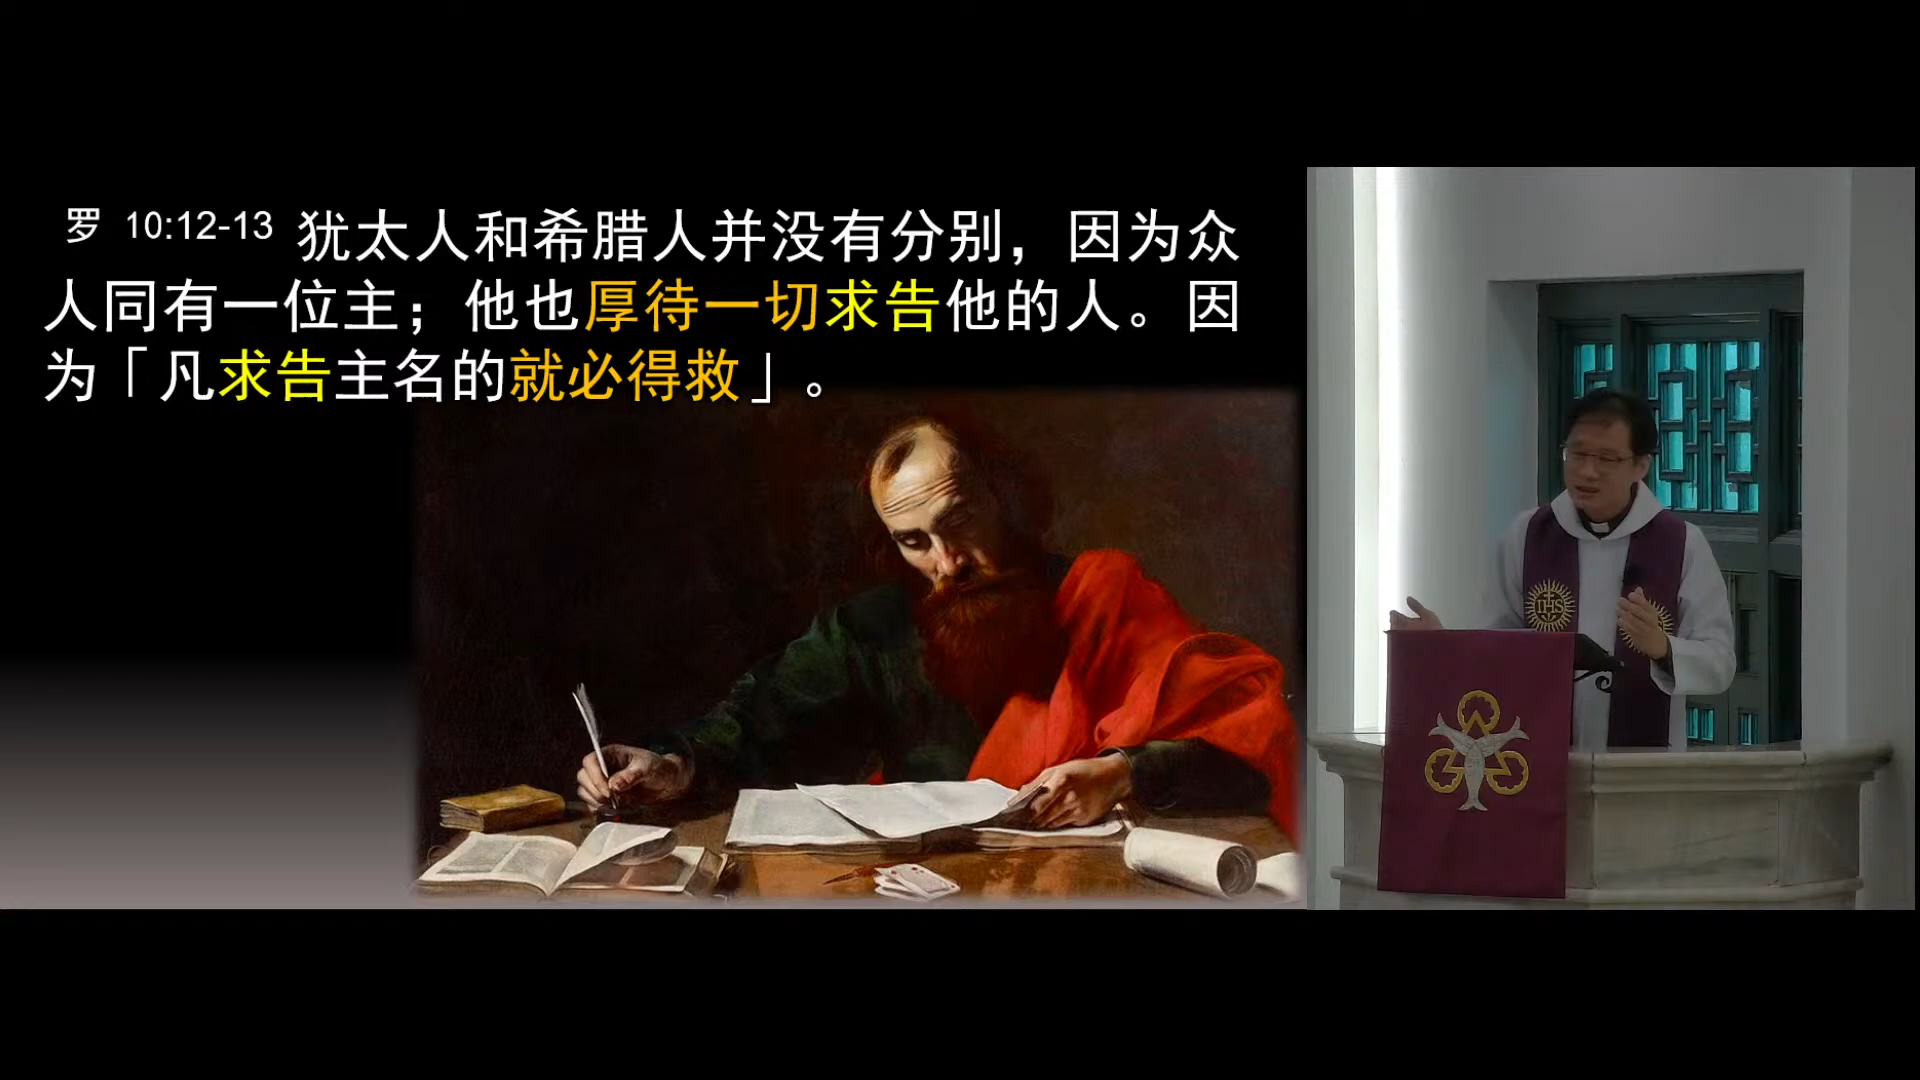 罗 10:12-13 犹太人和希腊人并没有分别，因为众
人同有一位主；他也厚待一切求告他的人。因
为「凡求告主名的就必得救」。
IHS